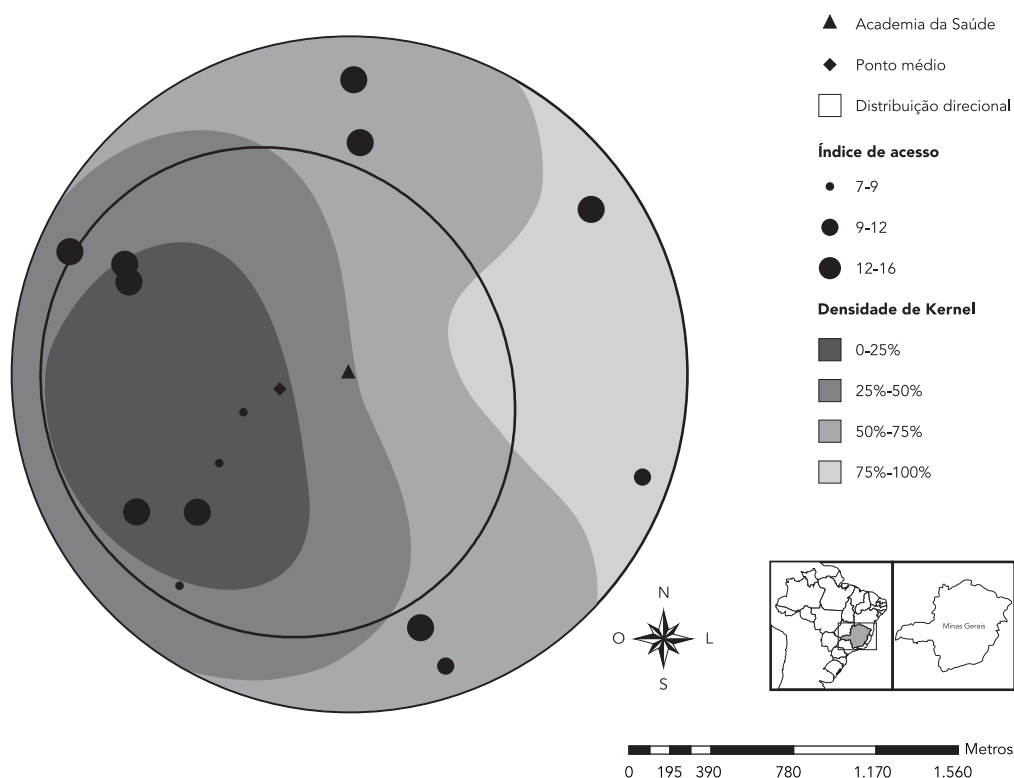 Academia da Saúde
Ponto médio
Distribuição direcional
Índice de acesso
7-9
9-12
12-16
Densidade de Kernel
0-25%
25%-50%
50%-75%
75%-100%
N
O L
S
Minas Gerais
Metros
0 195 390 780 1.170 1.560